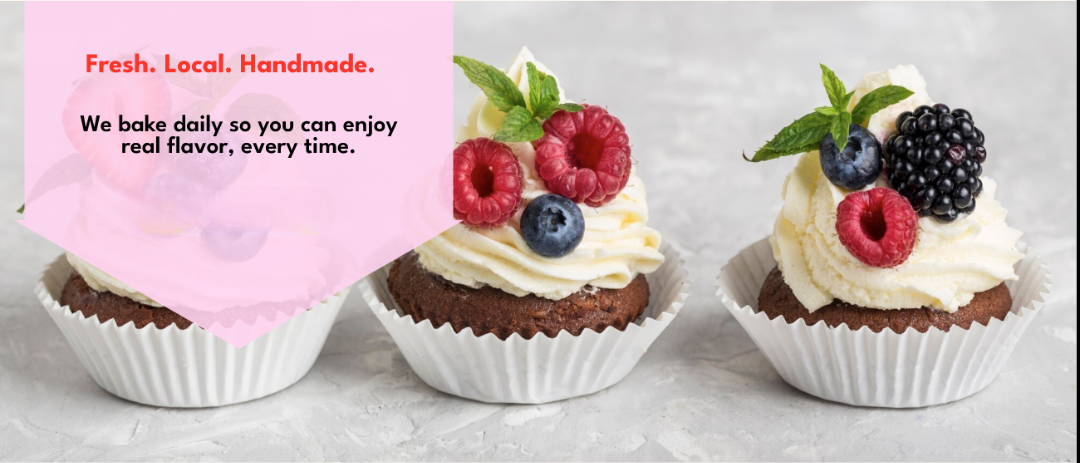 Fresh. Local. Handmade.
We bake daily so you can enjoy
real flavor, every time.